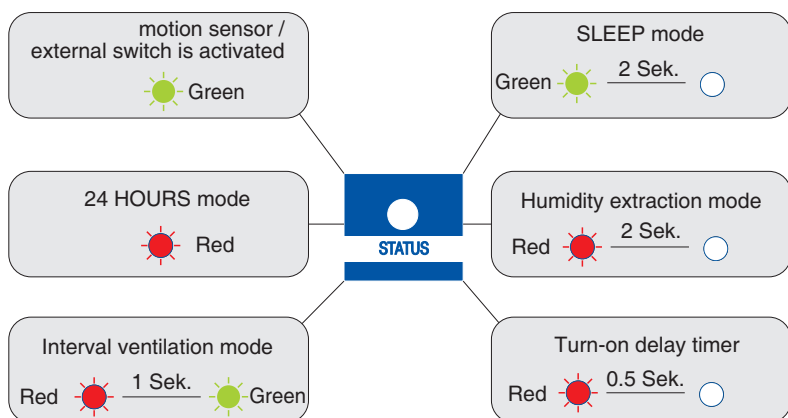 motion sensor /
external switch is activated
Green
SLEEP mode
Green 2 Sek.
24 HOURS mode
Red
STATUS
Humidity extraction mode
Red 2 Sek.
Interval ventilation mode
Red 1 Sek. Green
Turn-on delay timer
Red 0.5 Sek.